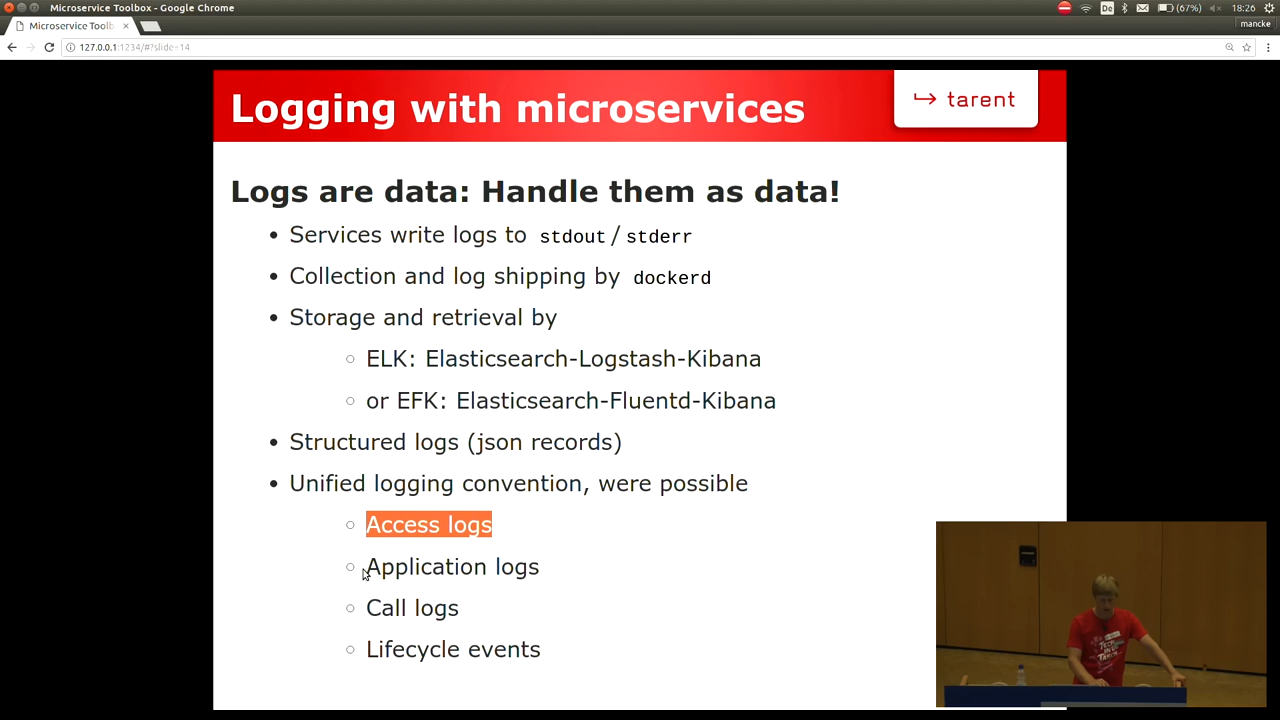 Microservice Toolbox - Google Chrome
De
(67%)
18:26
Microservice Toolb
mancke
127.0.0.1:1234/#?slide=14
Logging with microservices
tarent
Logs are data: Handle them as data!
Services write logs to stdout/stderr
Collection and log shipping by dockerd
Storage and retrieval by
ELK: Elasticsearch-Logstash-Kibana
or EFK: Elasticsearch-Fluentd-Kibana
Structured logs (json records)
Unified logging convention, were possible
Access logs
Application logs
Call logs
Lifecycle events
TECH